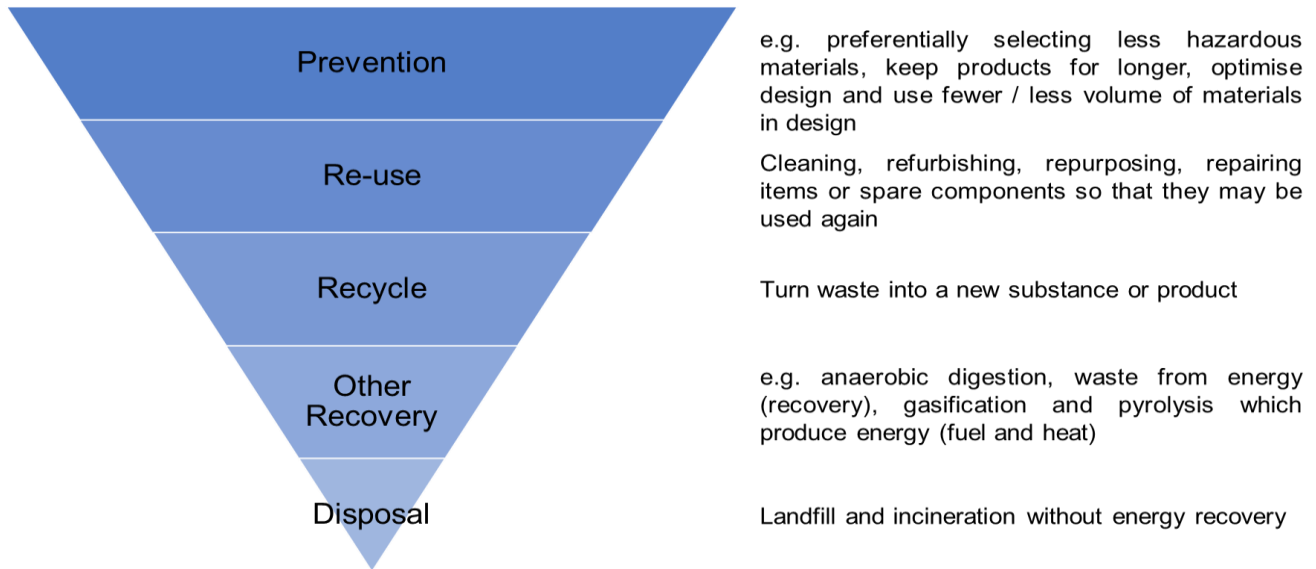 Prevention
e.g. preferentially selecting less hazardous
materials, keep products for longer, optimise
design and use fewer / less volume of materials
in design
Re-use
Cleaning, refurbishing, repurposing, repairing
items or spare components so that they may be
used again
Recycle
Turn waste into a new substance or product
Other
Recovery
e.g. anaerobic digestion, waste from energy
(recovery), gasification and pyrolysis which
produce energy (fuel and heat)
Disposal
Landfill and incineration without energy recovery